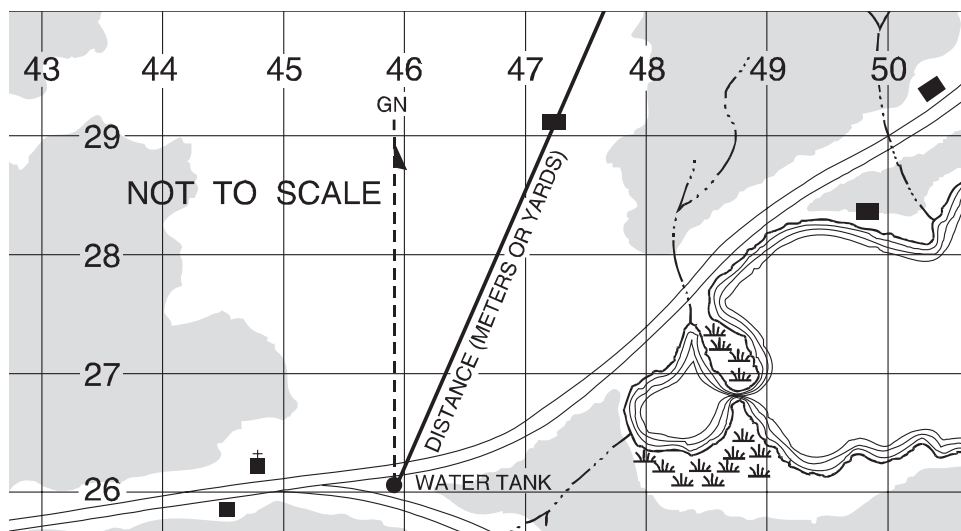 43 44 45 46 47 48 49 50
GN
29
NOT TO SCALE
28
DISTANCE (METERS OR YARDS)
27
WATER TANK
26